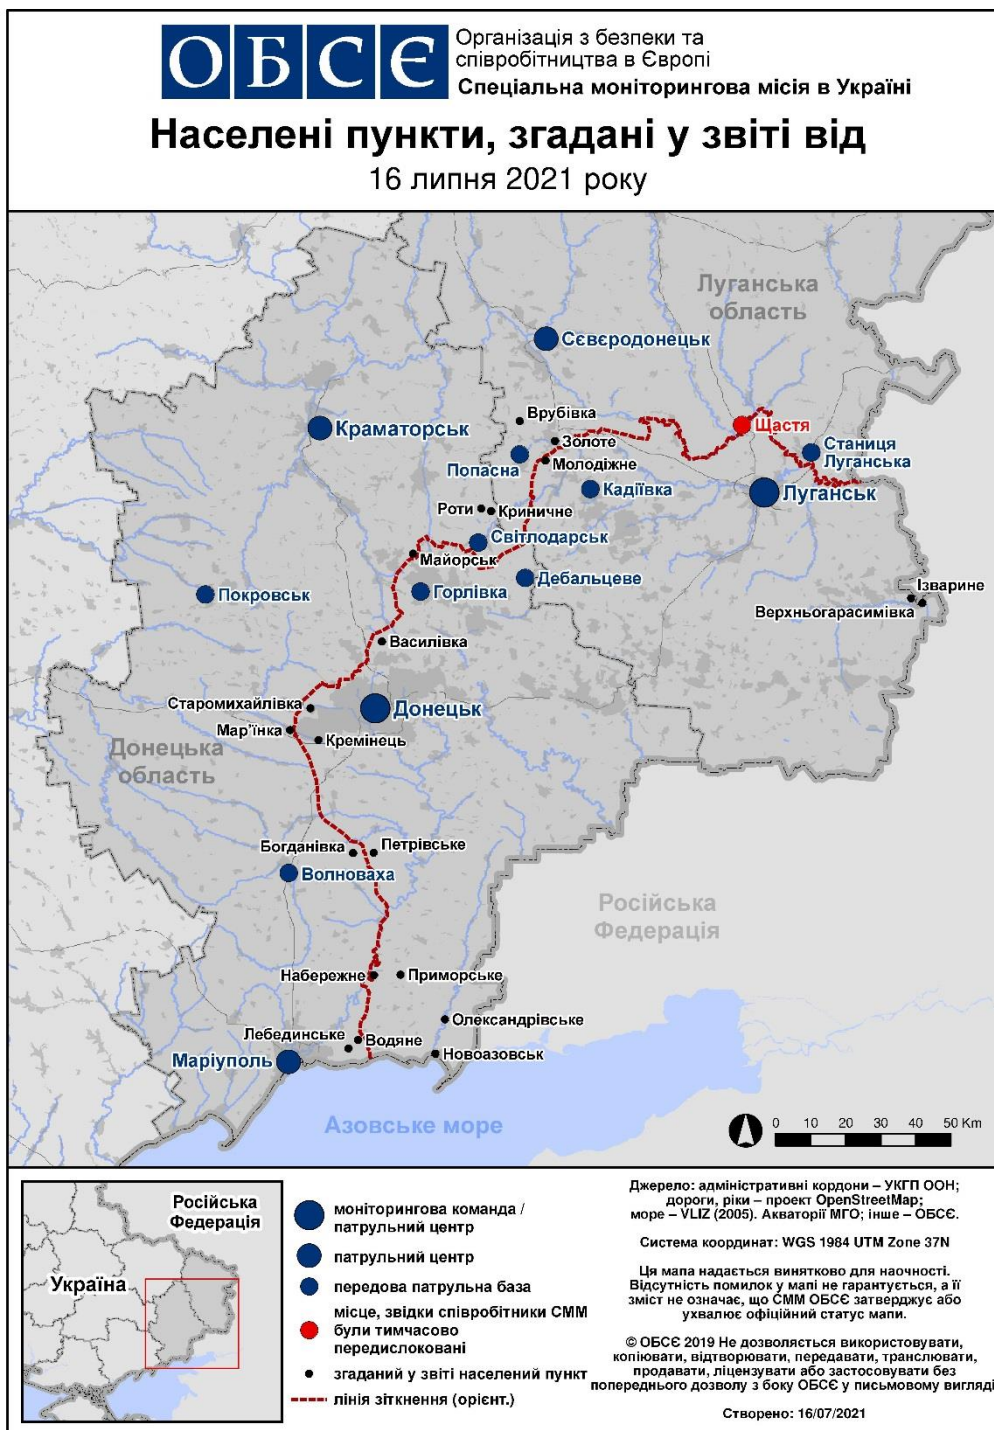 ОБСЄ
Організація з безпеки та
співробітництва в Європі
Спеціальна моніторингова місія в Україні
Населені пункти, згадані у звіті від
16 липня 2021 року
Луганська
область
Сєвєродонецьк
Врубівка
Щастя
Краматорськ
Золоте
Станиця
Луганська
Попасна
Молодіжне
Кадіївка
Луганськ
Роти
Криничне
Світлодарськ
Майорськ
Дебальцеве
Ізварине
Покровськ
Горлівка
Верхньогарасимівка
Василівка
Старомихайлівка
Донецьк
Мар'їнка
Кремінець
Донецька
область
Богданівка
Петрівське
Волноваха
Російська
Федерація
Набережне
Приморське
Олександрівське
Лебединське
Водяне
Новоазовськ
Маріуполь
Азовське море
0 10 20 30 40 50 Km
Російська
Федерація
Україна
моніторингова команда /
патрульний центр
патрульний центр
передова патрульна база
місце, звідки співробітники СММ
були тимчасово
передислоковані
згаданий у звіті населений пункт
лінія зіткнення (орієнт.)
Джерело: адміністративні кордони – УКГП ООН;
дороги, ріки – проект OpenStreetMap;
море – VLIZ (2005). Акваторії МГО; інше – ОБСЄ.
Система координат: WGS 1984 UTM Zone 37N
Ця мапа надається винятково для наочності.
Відсутність помилок у мапі не гарантується, а її
зміст не означає, що СММ ОБСЄ затверджує або
ухвалює офіційний статус мапи.
© ОБСЄ 2019 Не дозволяється використовувати,
копіювати, відтворювати, передавати, транслювати,
продавати, ліцензувати або застосовувати без
попереднього дозволу з боку ОБСЄ у письмовому вигляді
Створено: 16/07/2021